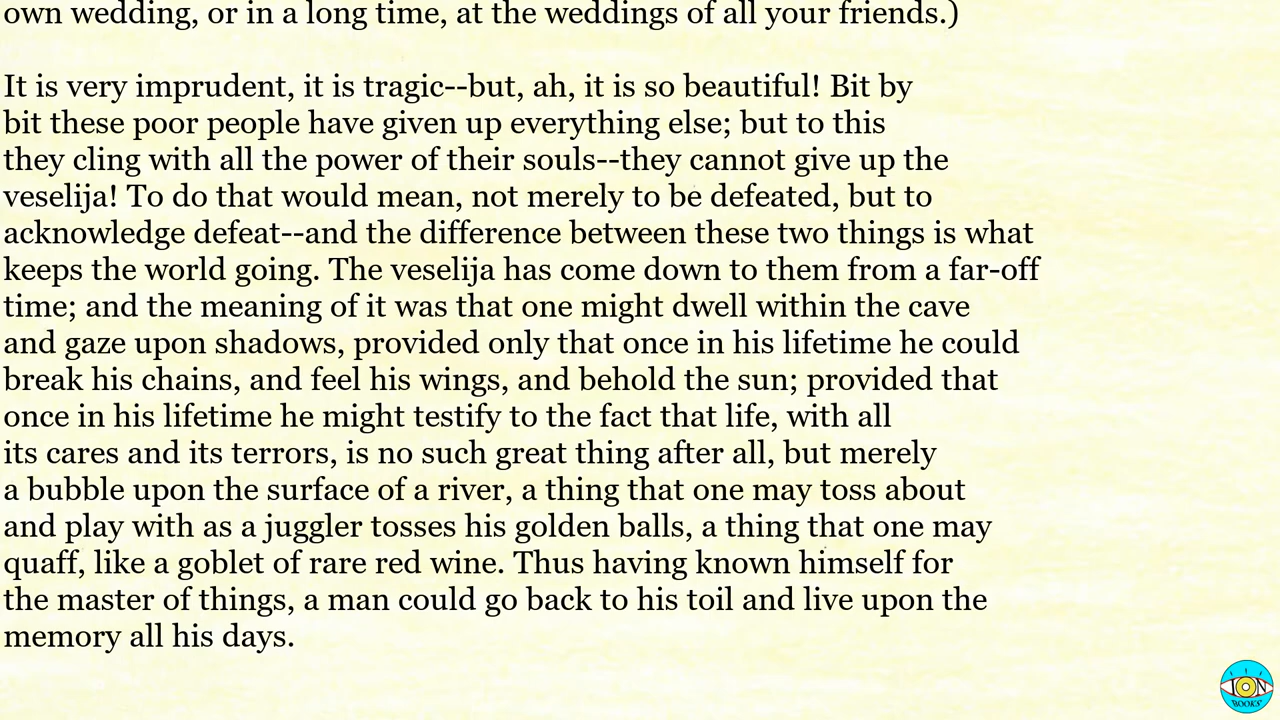 own wedding, or in a long time, at the weddings of all your friends.)
It is very imprudent, it is tragic--but, ah, it is so beautiful! Bit by
bit these poor people have given up everything else; but to this
they cling with all the power of their souls--they cannot give up the
veselija! To do that would mean, not merely to be defeated, but to
acknowledge defeat--and the difference between these two things is what
keeps the world going. The veselija has come down to them from a far-off
time; and the meaning of it was that one might dwell within the cave
and gaze upon shadows, provided only that once in his lifetime he could
break his chains, and feel his wings, and behold the sun; provided that
once in his lifetime he might testify to the fact that life, with all
its cares and its terrors, is no such great thing after all, but merely
a bubble upon the surface of a river, a thing that one may toss about
and play with as a juggler tosses his golden balls, a thing that one may
quaff, like a goblet of rare red wine. Thus having known himself for
the master of things, a man could go back to his toil and live upon the
memory all his days.
ION
BOOKS